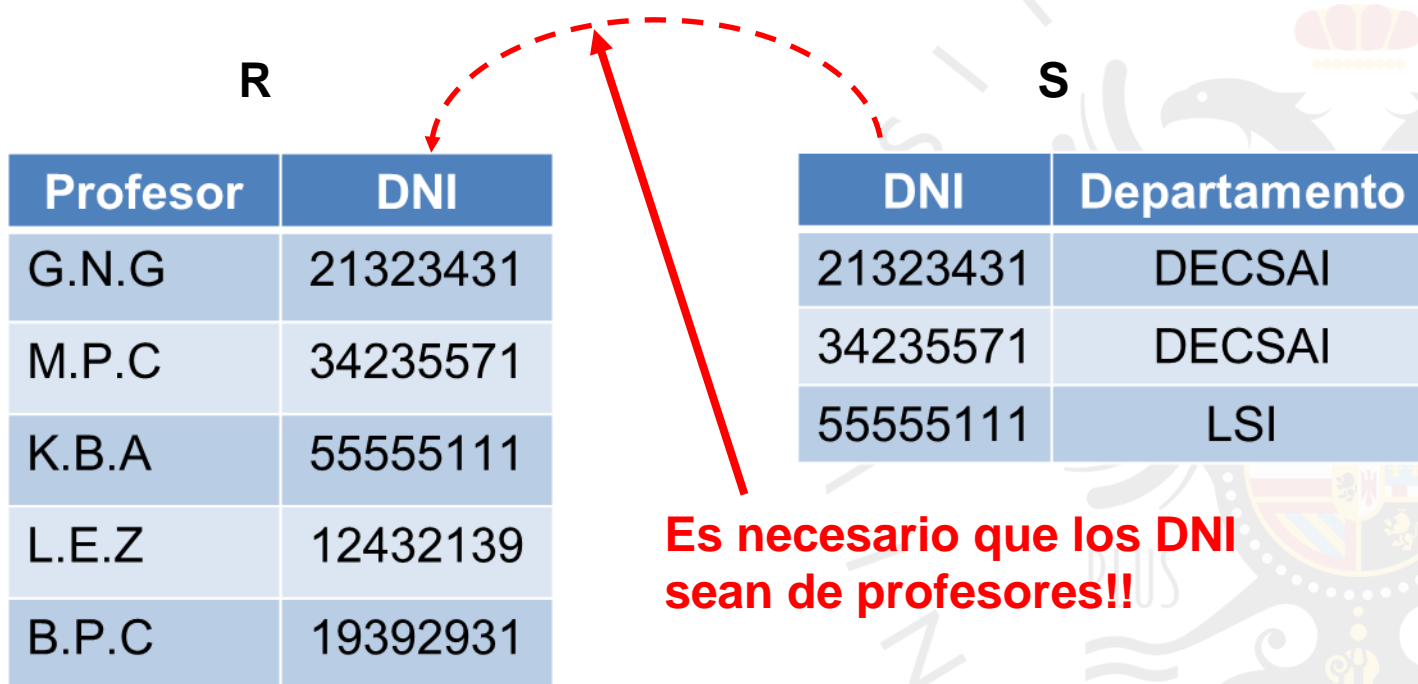 R
S
Profesor DNI
G.N.G 21323431
M.P.C 34235571
K.B.A 55555111
L.E.Z 12432139
B.P.C 19392931
DNI Departamento
21323431 DECSAI
34235571 DECSAI
55555111 LSI
Es necesario que los DNI
sean de profesores!!